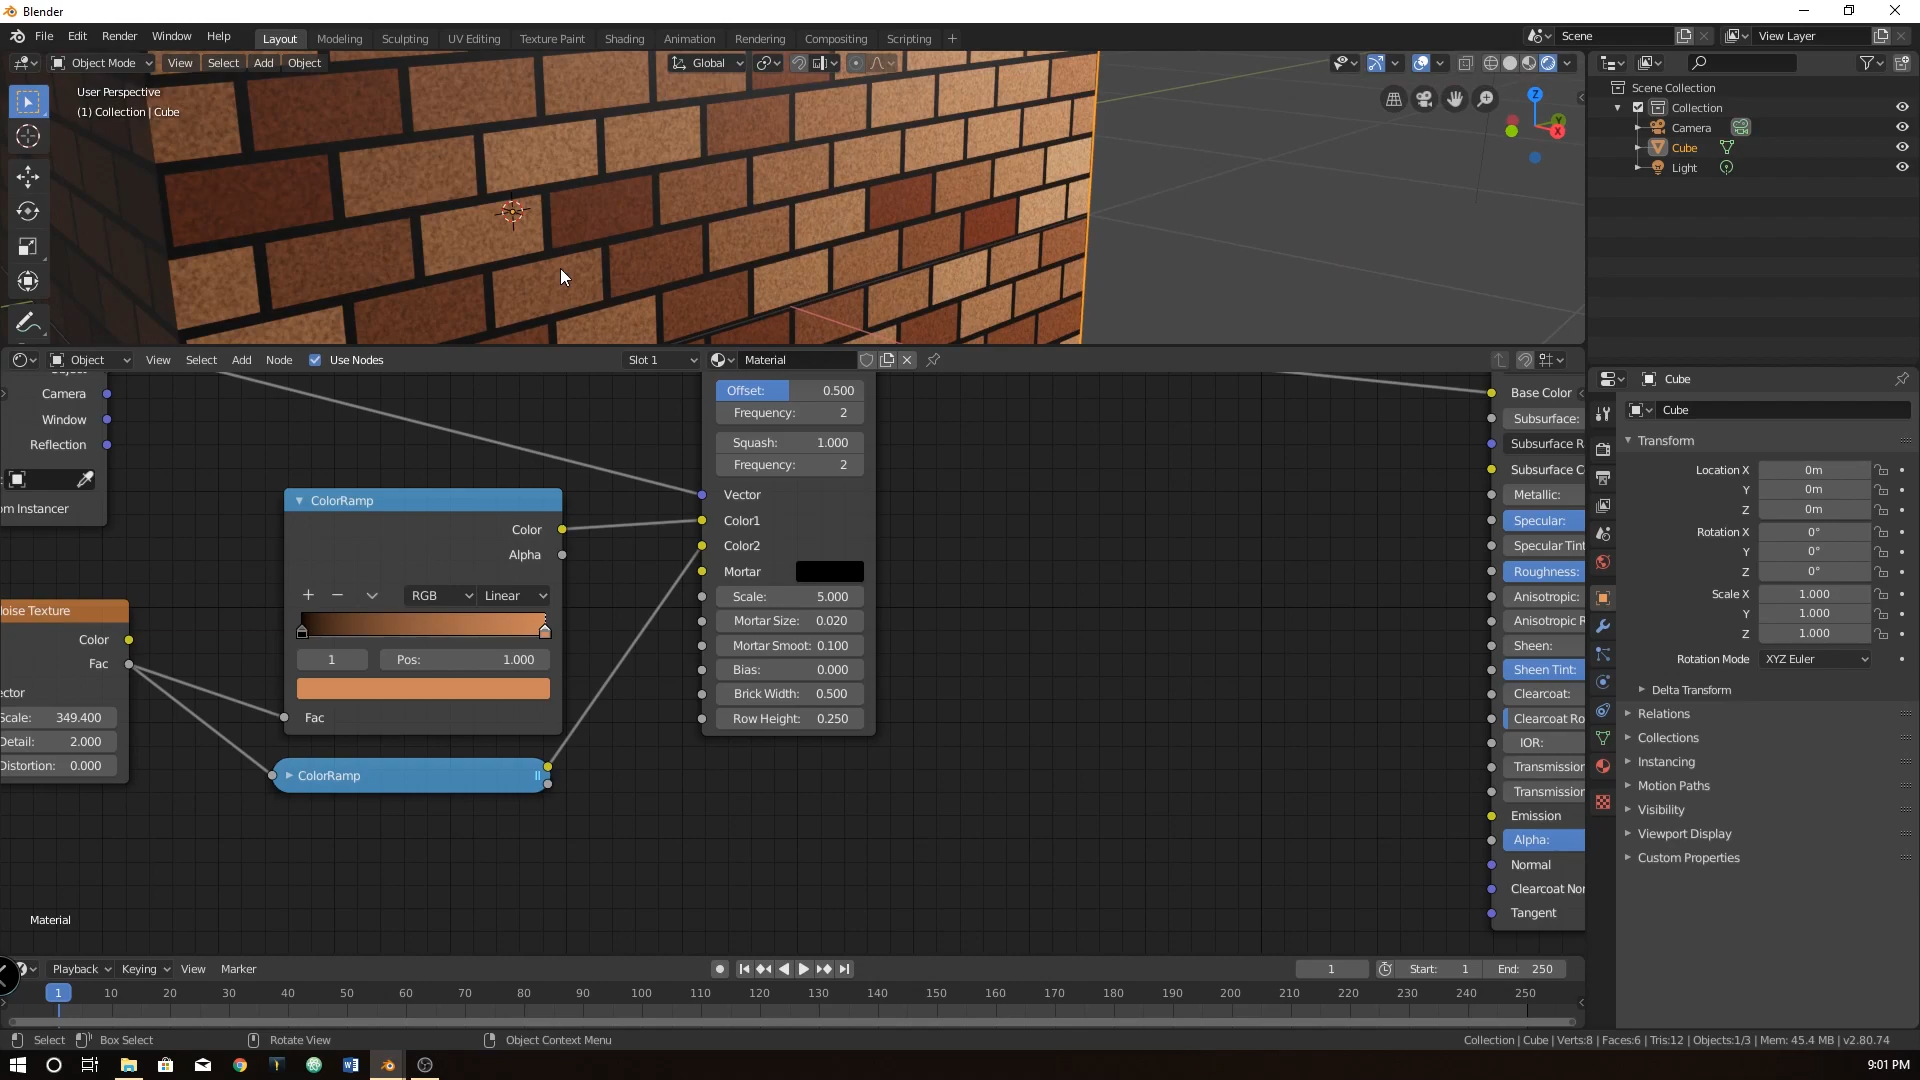 Blender
File Edit Render Window Help
Layout Modeling Sculpting UV Editing Texture Paint Shading Animation Rendering Compositing Scripting
Scene
View Layer
Object Mode View Select Add Object
Global
User Perspective
(1) Collection | Cube
Z
Y
X
Scene Collection
Collection
Camera
Cube
Light
Object View Select Add Node Use Nodes
Slot 1
Material
Camera
Window
Reflection
om Instancer
oise Texture
Color
Fac
ector
Scale: 349.400
Detail: 2.000
Distortion: 0.000
ColorRamp
Color
Alpha
RGB Linear
1 Pos: 1.000
Fac
ColorRamp
Offset: 0.500
Frequency: 2
Squash: 1.000
Frequency: 2
Vector
Color1
Color2
Mortar
Scale: 5.000
Mortar Size: 0.020
Mortar Smoot: 0.100
Bias: 0.000
Brick Width: 0.500
Row Height: 0.250
Base Color
Subsurface:
Subsurface R
Subsurface C
Metallic:
Specular:
Specular Tint
Roughness:
Anisotropic:
Anisotropic R
Sheen:
Sheen Tint:
Clearcoat:
Clearcoat Ro
IOR:
Transmission
Transmission
Emission
Alpha:
Normal
Clearcoat Nor
Tangent
Material
Cube
Cube
Transform
Location X 0m
Y 0m
Z 0m
Rotation X 0°
Y 0°
Z 0°
Scale X 1.000
Y 1.000
Z 1.000
Rotation Mode XYZ Euler
Delta Transform
Relations
Collections
Instancing
Motion Paths
Visibility
Viewport Display
Custom Properties
Playback Keying View Marker
1
Start: 1
End: 250
1 10 20 30 40 50 60 70 80 90 100 110 120 130 140 150 160 170 180 190 200 210 220 230 240 250
Select Box Select Rotate View Object Context Menu
Collection | Cube | Verts:8 | Faces:6 | Tris:12 | Objects:1/3 | Mem: 45.4 MB | v2.80.74
9:01 PM